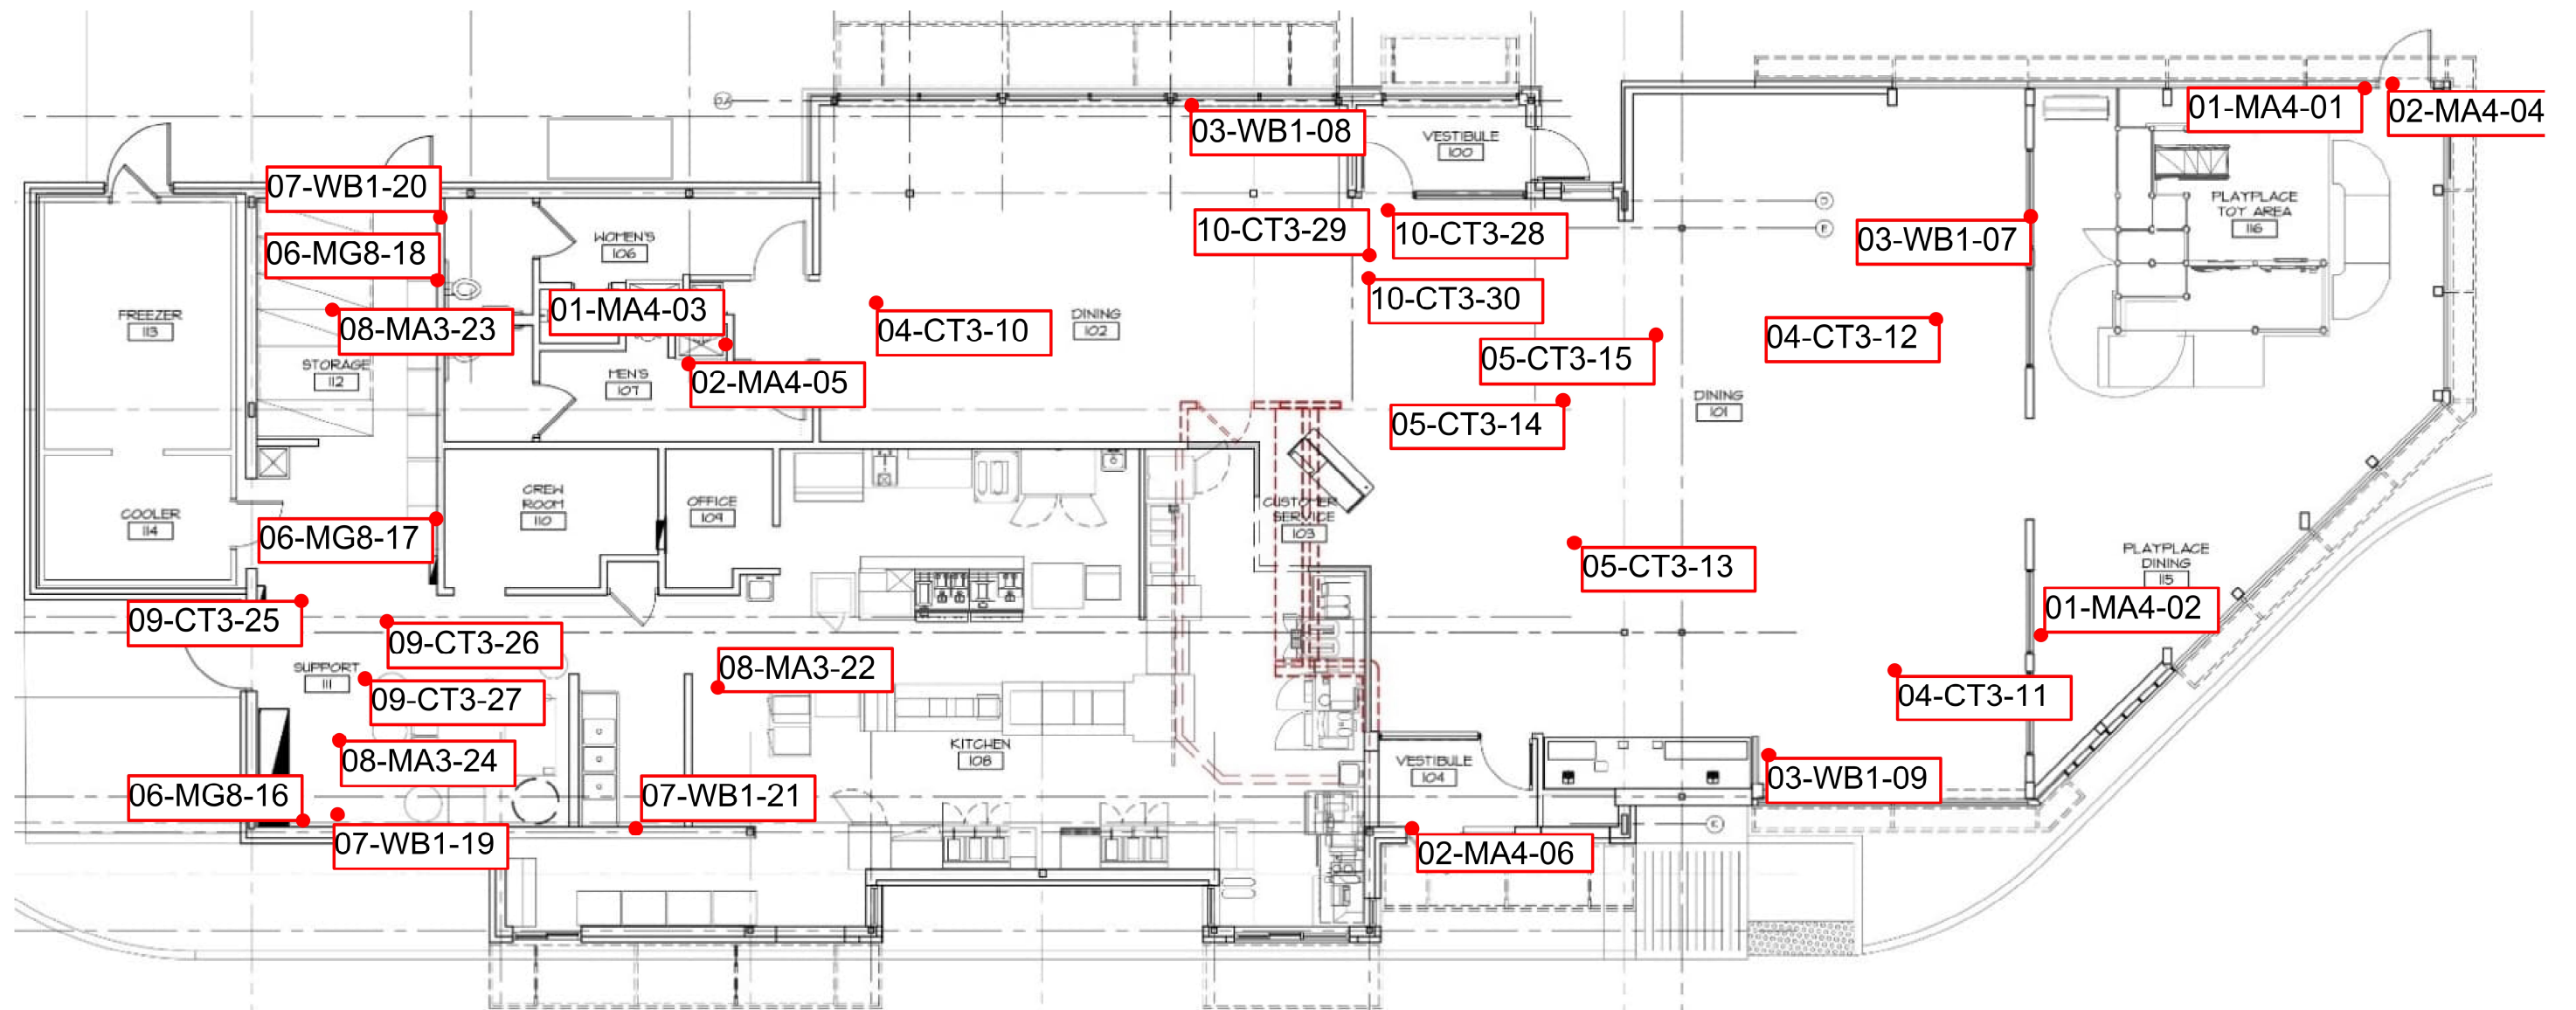 01-MA4-01
02-MA4-04
03-WB1-08
VESTIBULE
100
07-WB1-20
PLAYPLACE
TOY AREA
116
10-CT3-29
10-CT3-28
03-WB1-07
WOMEN'S
106
06-MG8-18
01-MA4-03
10-CT3-30
FREEZER
113
08-MA3-23
04-CT3-10
DINING
102
04-CT3-12
05-CT3-15
STORAGE
112
MEN'S
107
02-MA4-05
DINING
101
05-CT3-14
CREW
ROOM
110
OFFICE
109
CUSTOMER
SERVICE
103
COOLER
114
06-MG8-17
PLAYPLACE
DINING
115
05-CT3-13
01-MA4-02
09-CT3-25
09-CT3-26
SUPPORT
111
08-MA3-22
09-CT3-27
04-CT3-11
KITCHEN
108
08-MA3-24
VESTIBULE
104
03-WB1-09
06-MG8-16
07-WB1-21
07-WB1-19
02-MA4-06